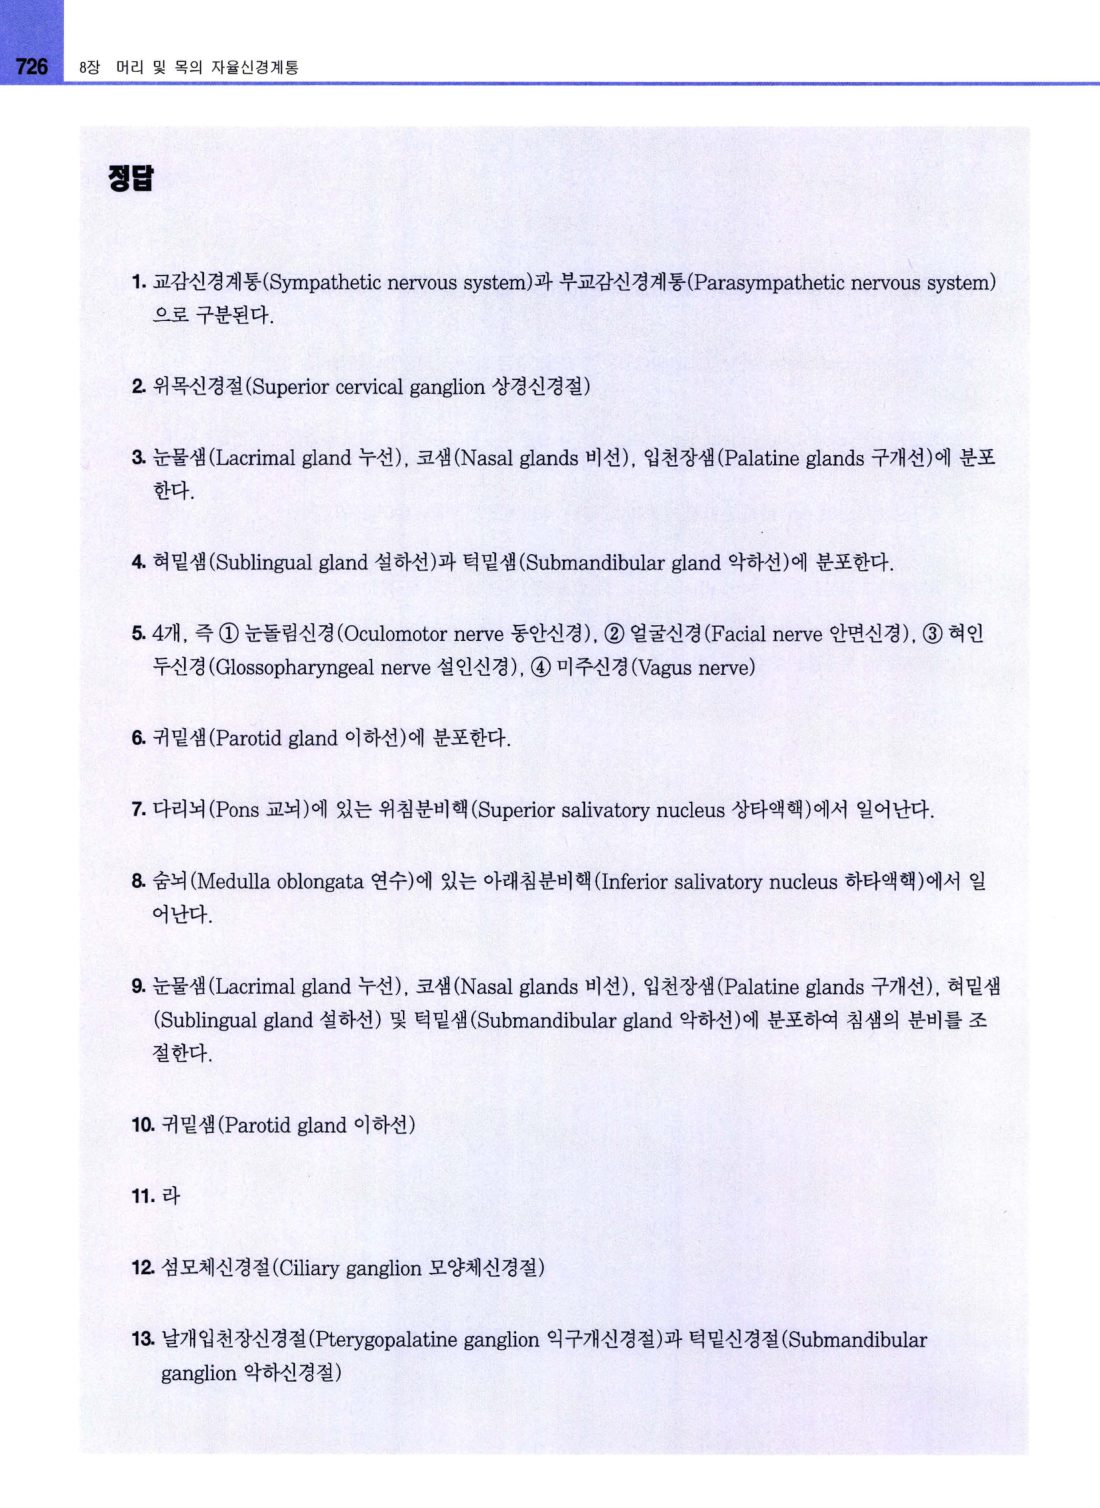 726 8장 머리 및 목의 자율신경계통
정답
1. 교감신경계통(Sympathetic nervous system)과 부교감신경계통(Parasympathetic nervous system)
으로 구분된다.
2. 위목신경절(Superior cervical ganglion 상경신경절)
3. 눈물샘(Lacrimal gland 누선), 코샘(Nasal glands 비선), 입천장샘(Palatine glands 구개선)에 분포
한다.
4. 혀밑샘(Sublingual gland 설하선)과 턱밑샘(Submandibular gland 악하선)에 분포한다.
5. 4개, 즉 ① 눈돌림신경(Oculomotor nerve 동안신경), ② 얼굴신경(Facial nerve 안면신경), ③ 혀인
두신경(Glossopharyngeal nerve 설인신경), ④ 미주신경(Vagus nerve)
6. 귀밑샘(Parotid gland 이하선)에 분포한다.
7. 다리뇌(Pons 교뇌)에 있는 위침분비핵(Superior salivatory nucleus 상타액핵)에서 일어난다.
8. 숨뇌(Medulla oblongata 연수)에 있는 아래침분비핵(Inferior salivatory nucleus 하타액핵)에서 일
어난다.
9. 눈물샘(Lacrimal gland 누선), 코샘(Nasal glands 비선), 입천장샘(Palatine glands 구개선), 혀밑샘
(Sublingual gland 설하선) 및 턱밑샘(Submandibular gland 악하선)에 분포하여 침샘의 분비를 조
절한다.
10. 귀밑샘(Parotid gland 이하선)
11. 라
12. 섬모체신경절(Ciliary ganglion 모양체신경절)
13. 날개입천장신경절(Pterygopalatine ganglion 익구개신경절)과 턱밑신경절(Submandibular
ganglion 악하신경절)